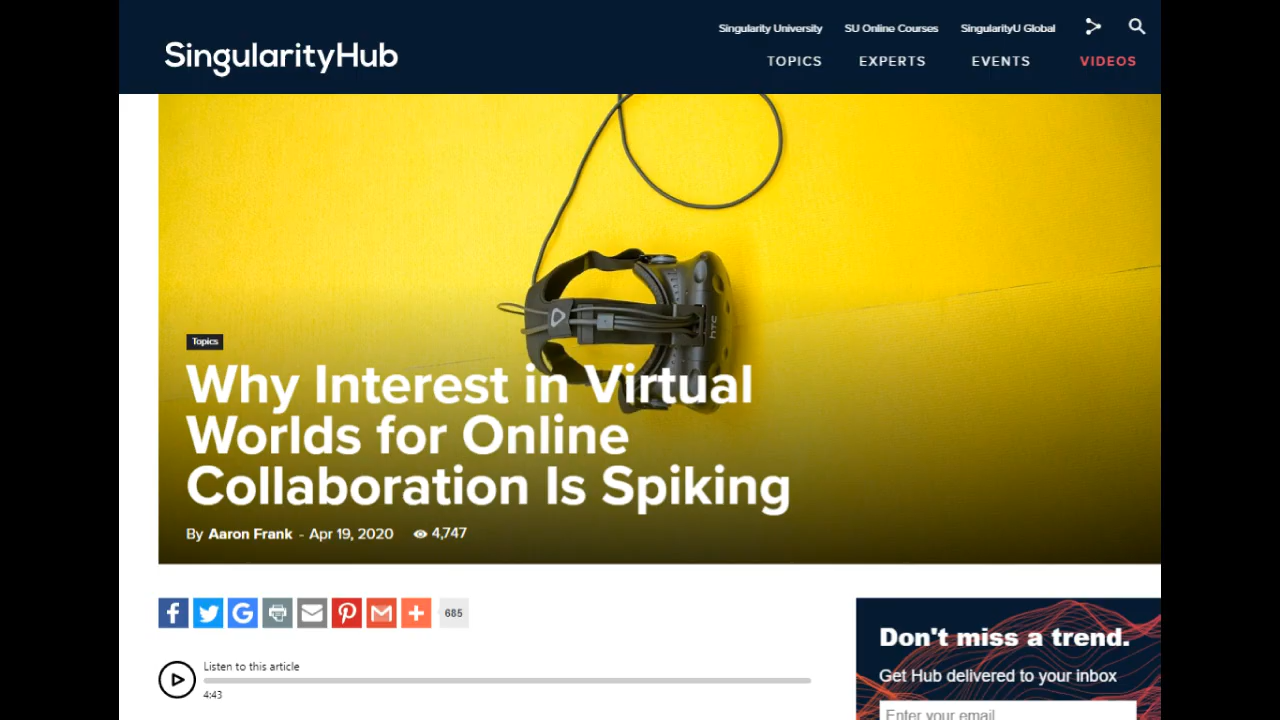 Singularity University SU Online Courses SingularityU Global
SingularityHub
TOPICS EXPERTS EVENTS VIDEOS
htc
Topics
Why Interest in Virtual
Worlds for Online
Collaboration Is Spiking
By Aaron Frank - Apr 19, 2020 4,747
685
Listen to this article
4:43
Don't miss a trend.
Get Hub delivered to your inbox
Enter your email